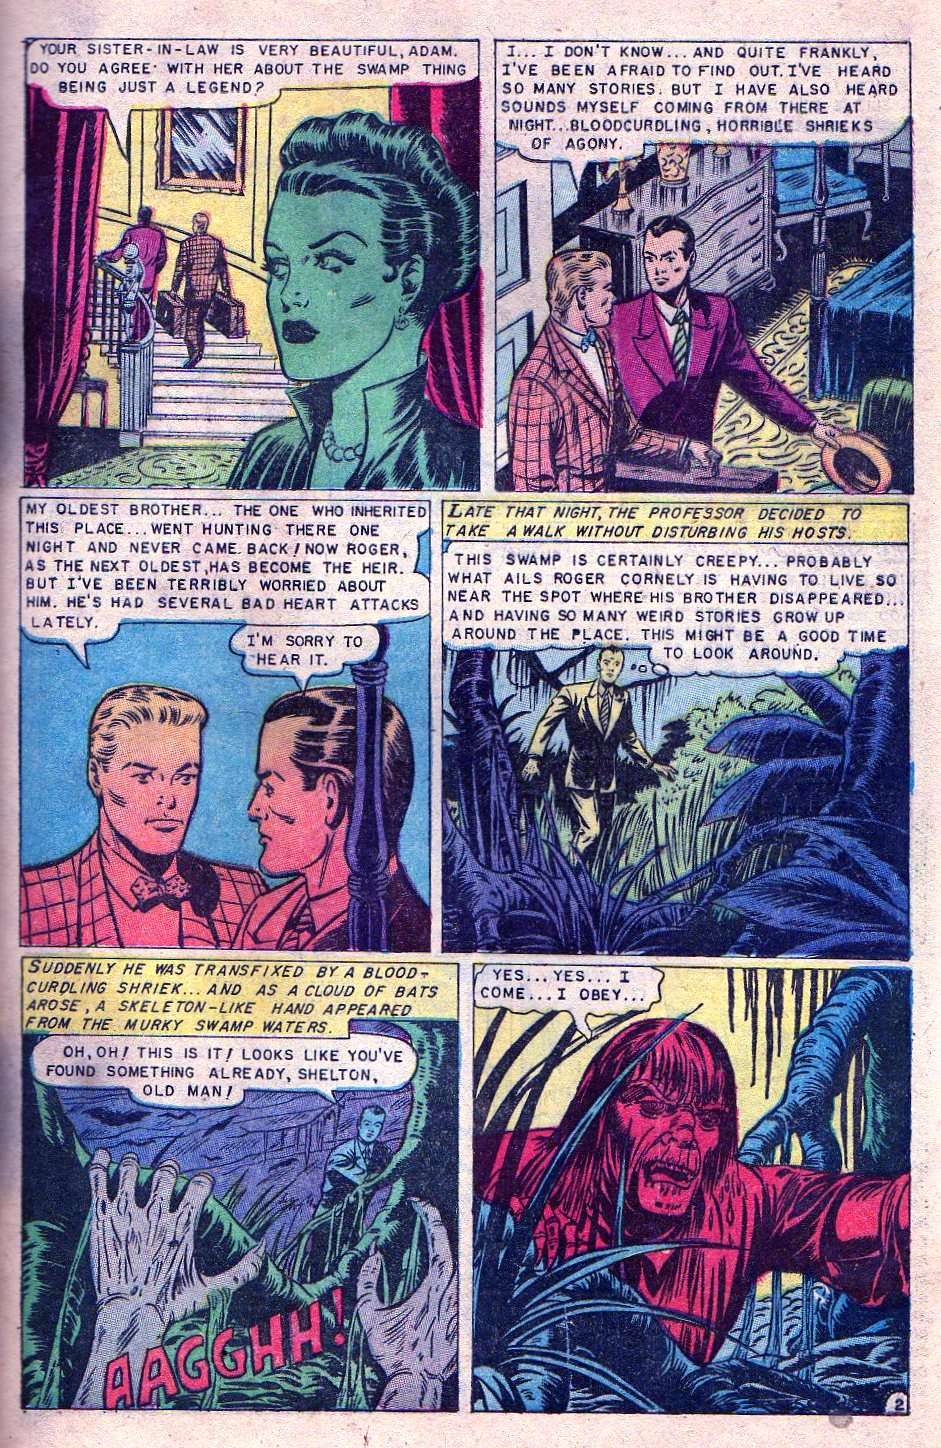 YOUR SISTER-IN-LAW IS VERY BEAUTIFUL, ADAM.
DO YOU AGREE WITH HER ABOUT THE SWAMP THING
BEING JUST A LEGEND?
I... I DON'T KNOW... AND QUITE FRANKLY,
I'VE BEEN AFRAID TO FIND OUT. I'VE HEARD
SO MANY STORIES. BUT I HAVE ALSO HEARD
SOUNDS MYSELF COMING FROM THERE AT
NIGHT... BLOODCURDLING, HORRIBLE SHRIEKS
OF AGONY.
MY OLDEST BROTHER... THE ONE WHO INHERITED
THIS PLACE... WENT HUNTING THERE ONE
NIGHT AND NEVER CAME BACK! NOW ROGER,
AS THE NEXT OLDEST, HAS BECOME THE HEIR.
BUT I'VE BEEN TERRIBLY WORRIED ABOUT
HIM. HE'S HAD SEVERAL BAD HEART ATTACKS
LATELY.
I'M SORRY TO
HEAR IT.
LATE THAT NIGHT, THE PROFESSOR DECIDED TO
TAKE A WALK WITHOUT DISTURBING HIS HOSTS.
THIS SWAMP IS CERTAINLY CREEPY... PROBABLY
WHAT AILS ROGER CORNELY IS HAVING TO LIVE SO
NEAR THE SPOT WHERE HIS BROTHER DISAPPEARED...
AND HAVING SO MANY WEIRD STORIES GROW UP
AROUND THE PLACE. THIS MIGHT BE A GOOD TIME
TO LOOK AROUND.
SUDDENLY HE WAS TRANSFIXED BY A BLOOD-
CURDLING SHRIEK... AND AS A CLOUD OF BATS
AROSE, A SKELETON-LIKE HAND APPEARED
FROM THE MURKY SWAMP WATERS.
OH, OH! THIS IS IT! LOOKS LIKE YOU'VE
FOUND SOMETHING ALREADY, SHELTON,
OLD MAN!
AAGGHH!
YES... YES... I
COME... I OBEY...
2